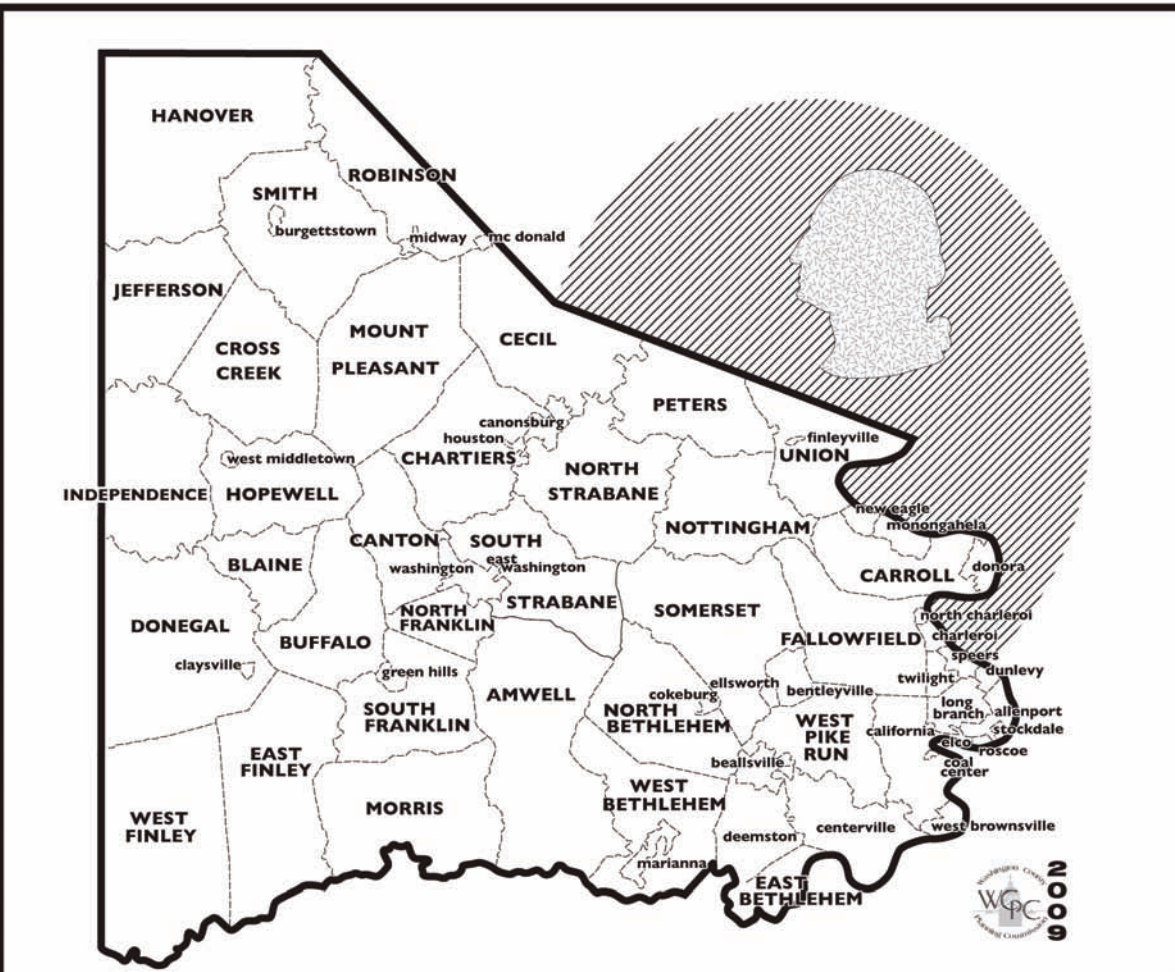 HANOVER
ROBINSON
SMITH
burgettstown
midway
mc donald
JEFFERSON
CROSS
CREEK
MOUNT
PLEASANT
CECIL
PETERS
canonsburg
houston
CHARTIERS
finleyville
UNION
west middletown
INDEPENDENCE
HOPEWELL
NORTH
STRABANE
new eagle
monongahela
NOTTINGHAM
CANTON
SOUTH
STRABANE
east
washington
washington
BLAINE
donora
CARROLL
NORTH
FRANKLIN
SOMERSET
north charleroi
DONEGAL
BUFFALO
FALLOWFIELD
charleroi
speers
claysville
green hills
twilight
dunlevy
AMWELL
ellsworth
cokeburg
bentleyville
NORTH
BETHLEHEM
long
branch
allenport
SOUTH
FRANKLIN
WEST
PIKE
RUN
california
stockdale
elco
roscoe
EAST
FINLEY
beallsville
coal
center
WEST
BETHLEHEM
MORRIS
WEST
FINLEY
deemston
centerville
west brownsville
marianna
EAST
BETHLEHEM
Washington County
WCPC
Planning Commission
2009